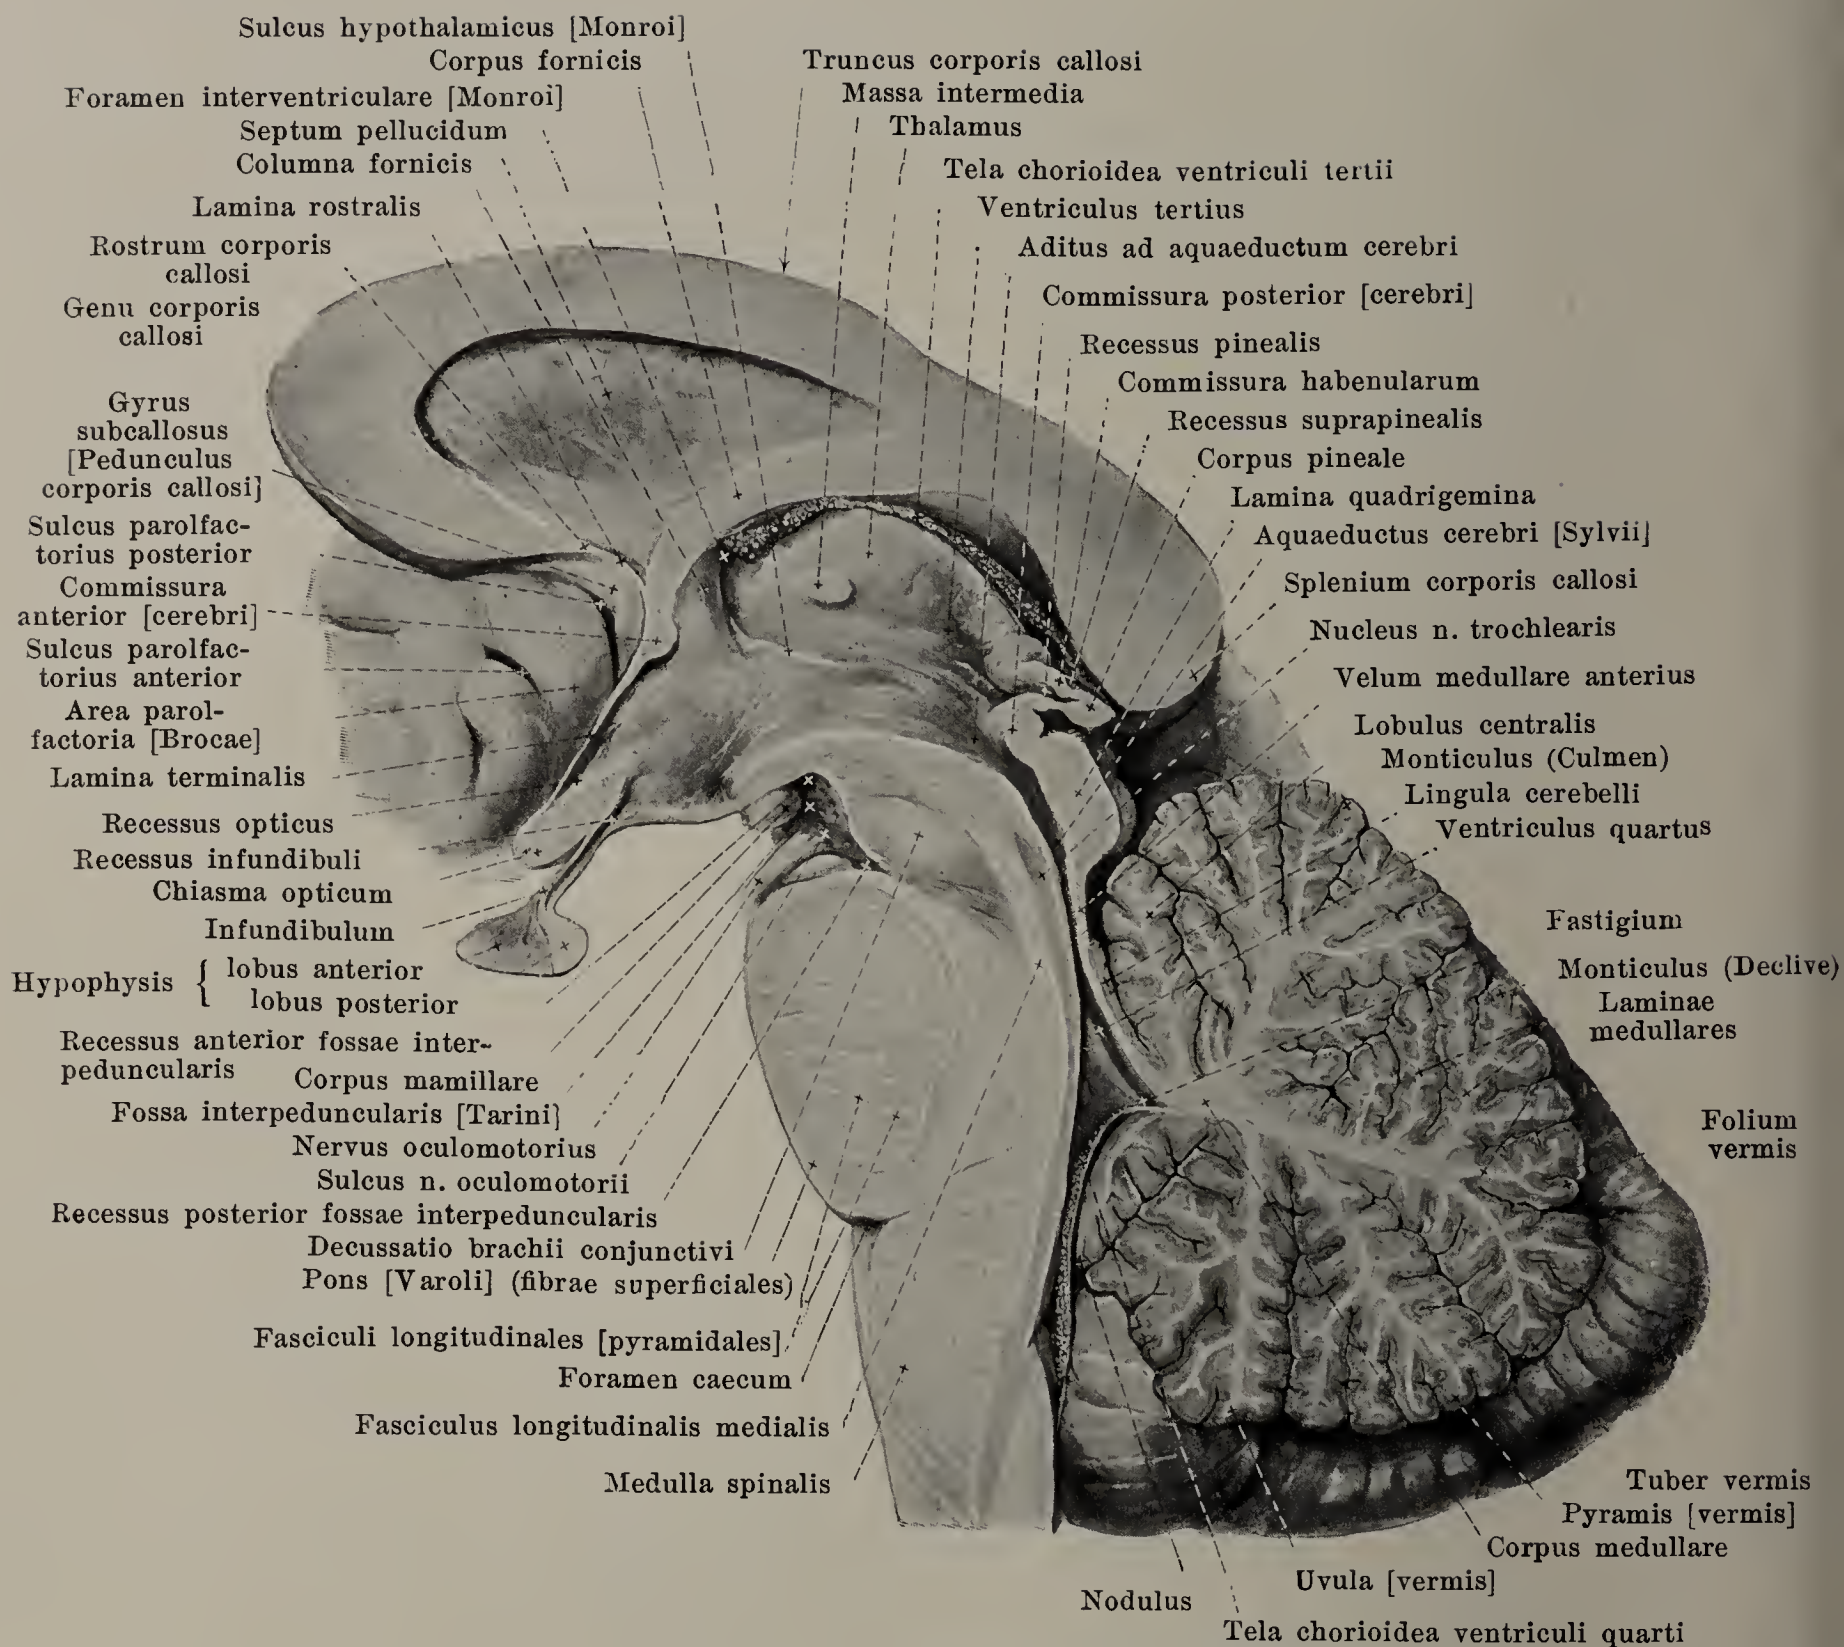 Sulcus hypothalamicus [Monroi]
Corpus fornicis
Foramen interventriculare [Monroi]
Septum pellucidum
Columna fornicis
Lamina rostralis
Rostrum corporis
callosi
Genu corporis
callosi
Gyrus
subcallosus
[Pedunculus
corporis callosi]
Sulcus parolfac-
torius posterior
Commissura
anterior [cerebri]
Sulcus parolfac-
torius anterior
Area parol-
factoria [Brocae]
Lamina terminalis
Recessus opticus
Recessus infundibuli
Chiasma opticum
Infundibulum
Hypophysis { lobus anterior
lobus posterior
Recessus anterior fossae inter-
peduncularis
Corpus mamillare
Fossa interpeduncularis [Tarini]
Nervus oculomotorius
Sulcus n. oculomotorii
Recessus posterior fossae interpeduncularis
Decussatio brachii conjunctivi
Pons [Varoli] (fibrae superficiales)
Fasciculi longitudinales [pyramidales]
Foramen caecum
Fasciculus longitudinalis medialis
Medulla spinalis
Truncus corporis callosi
Massa intermedia
Thalamus
Tela chorioidea ventriculi tertii
Ventriculus tertius
Aditus ad aquaeductum cerebri
Commissura posterior [cerebri]
Recessus pinealis
Commissura habenularum
Recessus suprapinealis
Corpus pineale
Lamina quadrigemina
Aquaeductus cerebri [Sylvii]
Splenium corporis callosi
Nucleus n. trochlearis
Velum medullare anterius
Lobulus centralis
Monticulus (Culmen)
Lingula cerebelli
Ventriculus quartus
Fastigium
Monticulus (Declive)
Laminae
medullares
Folium
vermis
Tuber vermis
Pyramis [vermis]
Corpus medullare
Uvula [vermis]
Nodulus
Tela chorioidea ventriculi quarti